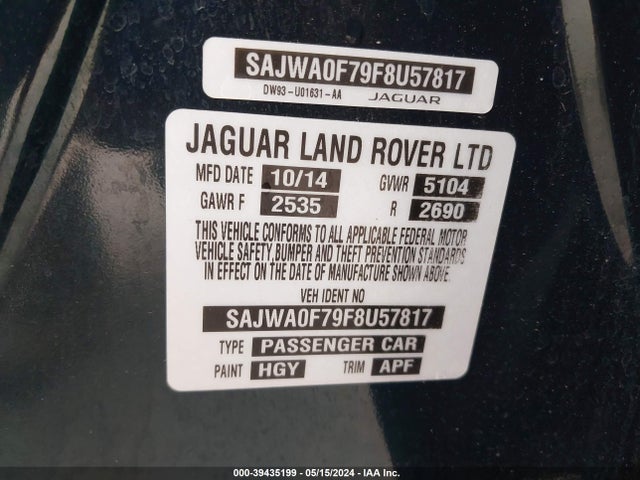 SAJWA0F79F8U57817
DW93-U01631-AA JAGUAR
JAGUAR LAND ROVER LTD
MFD DATE 10/14 GVWR 5104
GAWR F 2535 R 2690
THIS VEHICLE CONFORMS TO ALL APPLICABLE FEDERAL MOTOR
VEHICLE SAFETY, BUMPER AND THEFT PREVENTION STANDARDS
IN EFFECT ON THE DATE OF MANUFACTURE SHOWN ABOVE.
VEH IDENT NO
SAJWA0F79F8U57817
TYPE PASSENGER CAR
PAINT HGY TRIM APF
000-39435199 - 05/15/2024 - IAA Inc.